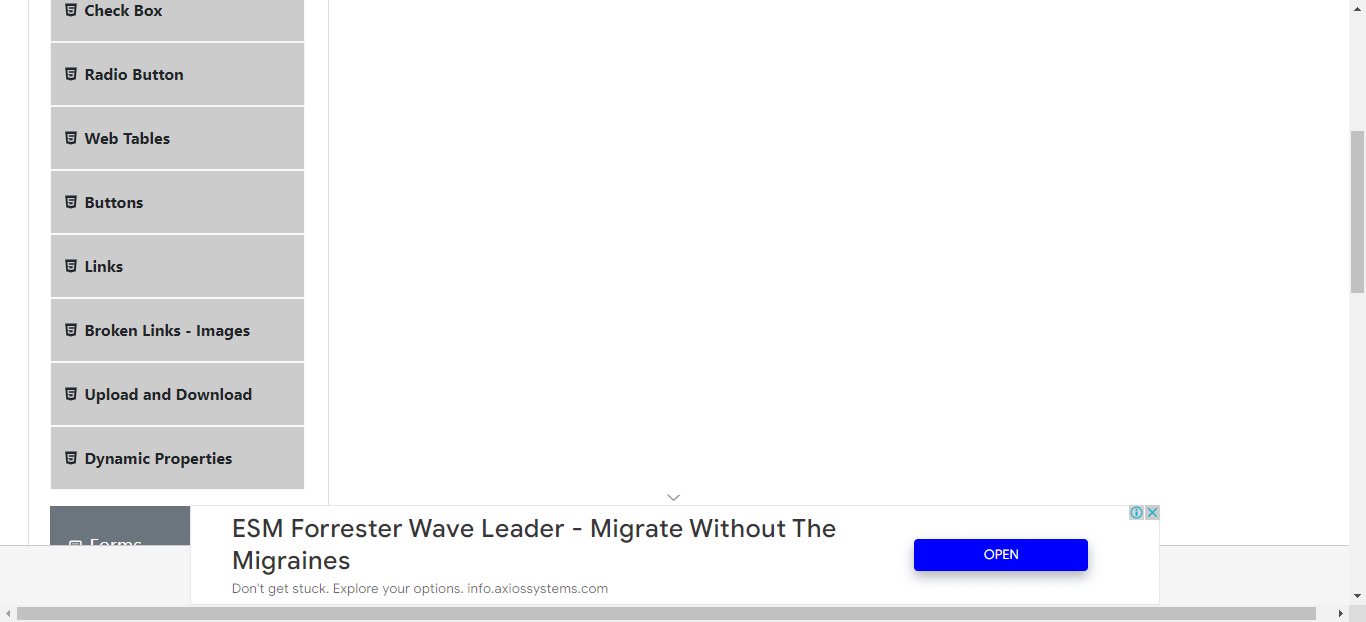 Check Box
Radio Button
Web Tables
Buttons
Links
Broken Links - Images
Upload and Download
Dynamic Properties
Forms
ESM Forrester Wave Leader - Migrate Without The
Migraines
Don't get stuck. Explore your options. info.axiossystems.com
OPEN